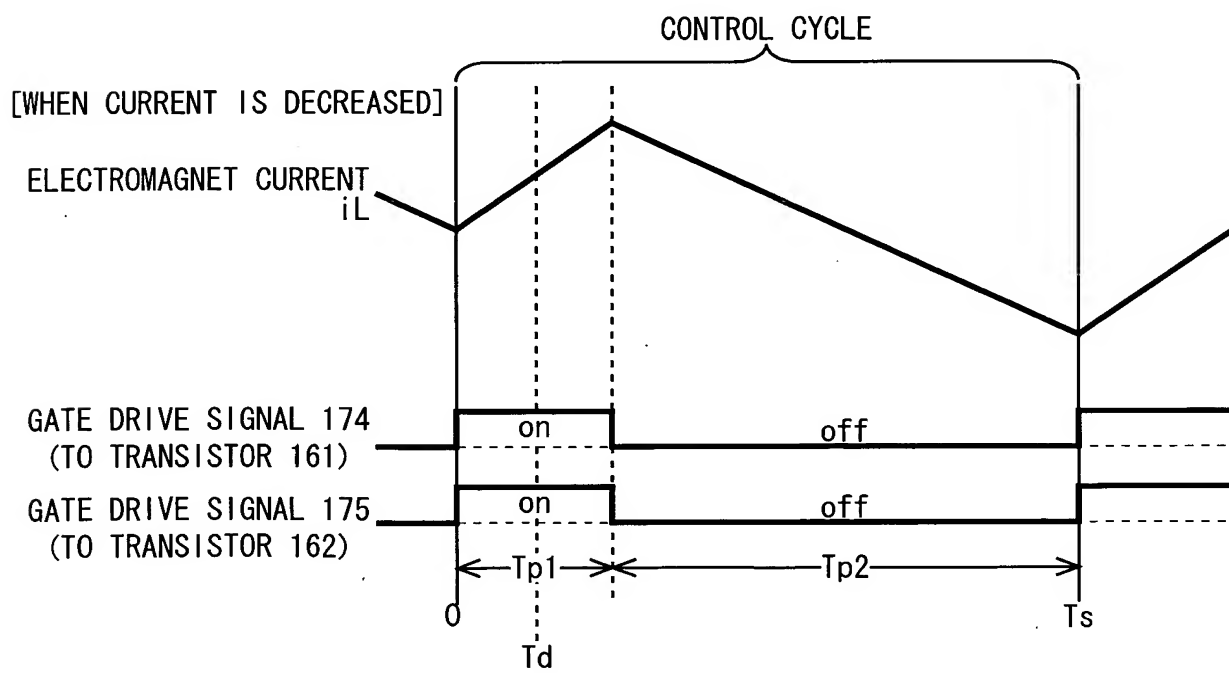 CONTROL CYCLE
[WHEN CURRENT IS DECREASED]
ELECTROMAGNET CURRENT
iL
GATE DRIVE SIGNAL 174
(TO TRANSISTOR 161)
on
off
GATE DRIVE SIGNAL 175
(TO TRANSISTOR 162)
on
off
Tp1
Tp2
0
Ts
Td